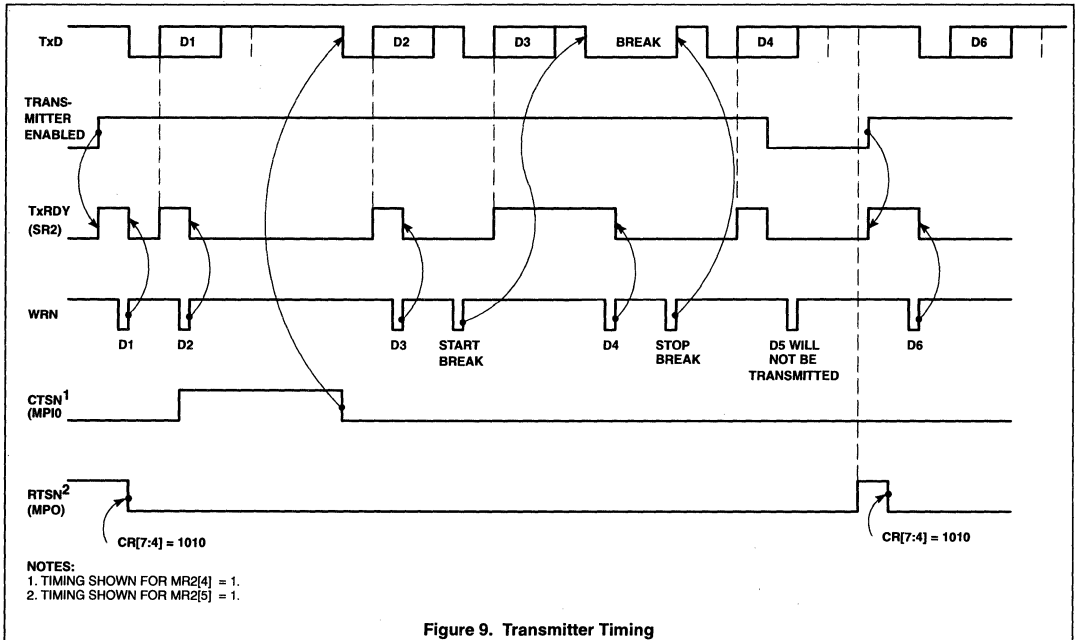 TxD
D1
D2
D3
BREAK
D4
D6
TRANS-
MITTER
ENABLED
TxRDY
(SR2)
WRN
D1
D2
D3
START
BREAK
D4
STOP
BREAK
D5 WILL
NOT BE
TRANSMITTED
D6
CTSN1
(MPI0
RTSN2
(MPO)
CR[7:4] = 1010
CR[7:4] = 1010
NOTES:
1. TIMING SHOWN FOR MR2[4] = 1.
2. TIMING SHOWN FOR MR2[5] = 1.
Figure 9. Transmitter Timing